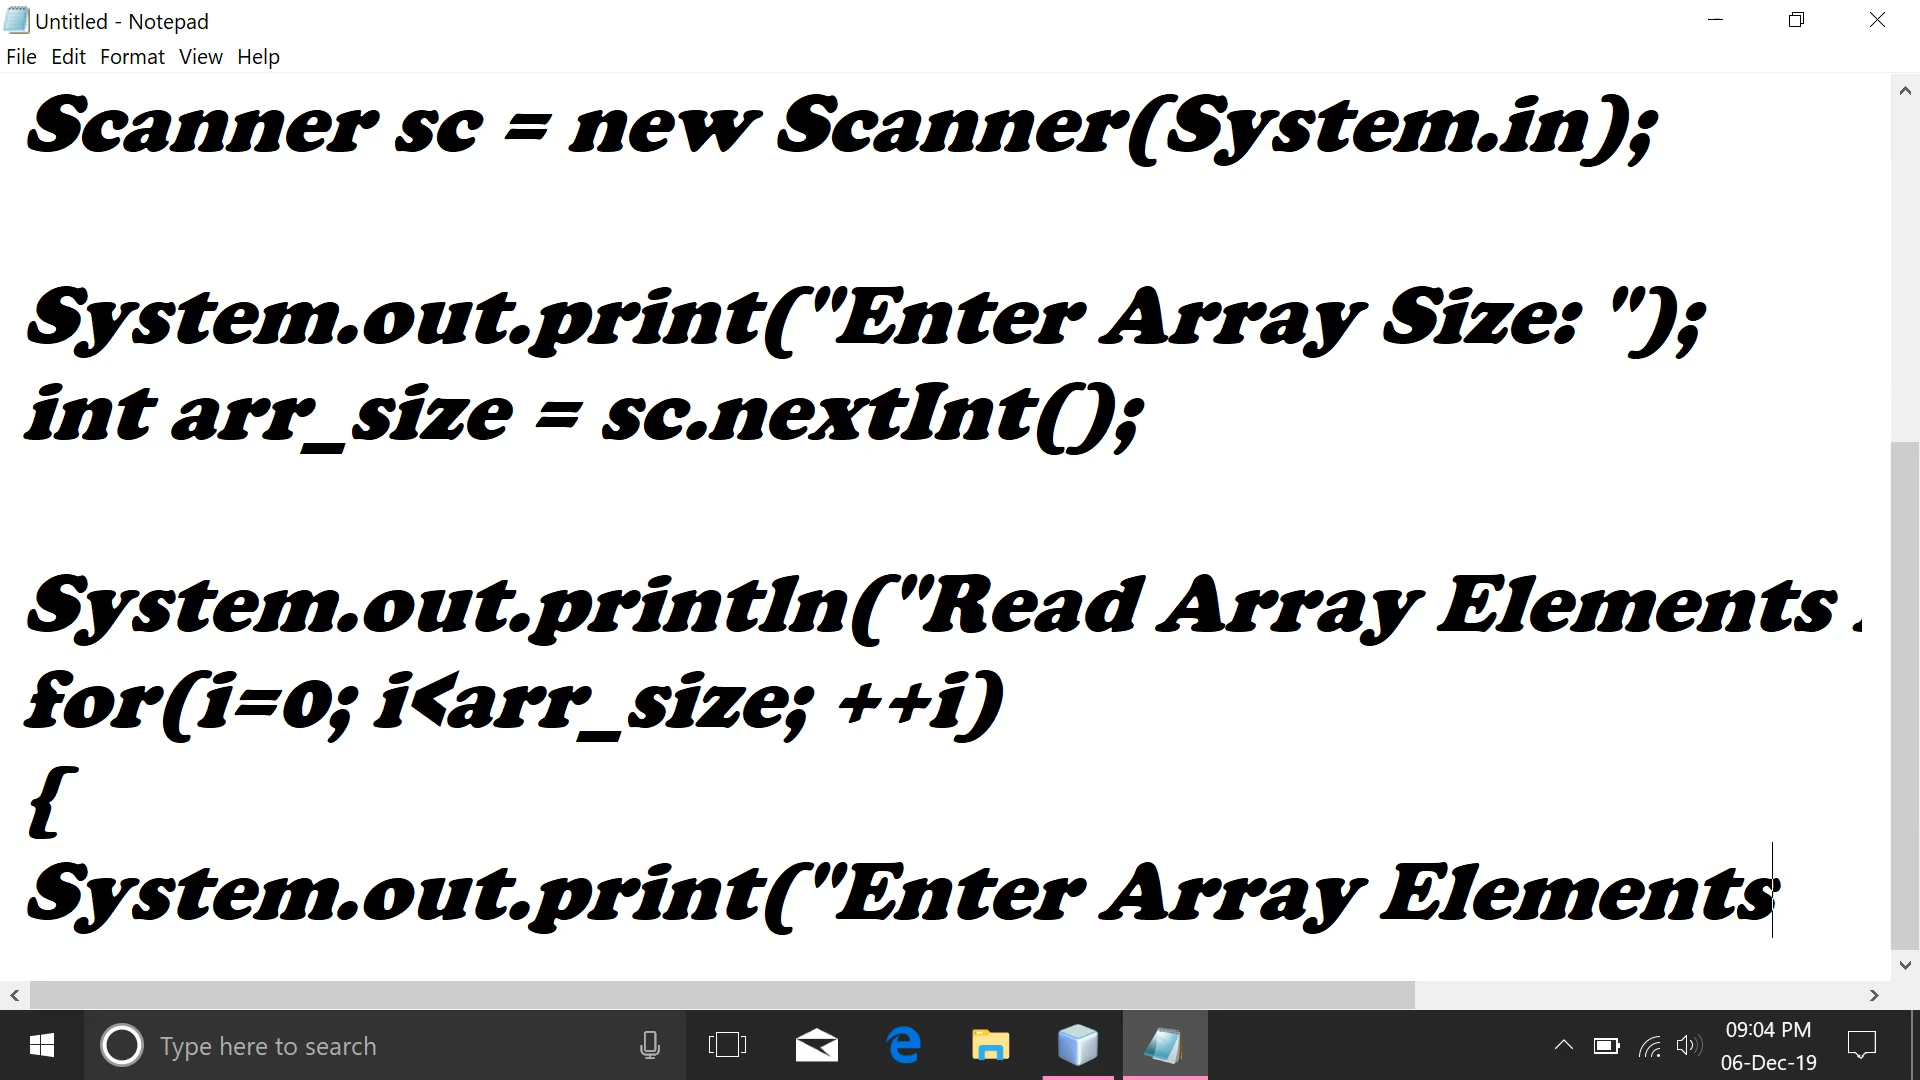 Untitled - Notepad
File Edit Format View Help
Scanner sc = new Scanner(System.in);
System.out.print("Enter Array Size: ");
int arr_size = sc.nextInt();
System.out.println("Read Array Elements
for(i=0; i<arr_size; ++i)
{
System.out.print("Enter Array Elements
Type here to search
09:04 PM
06-Dec-19